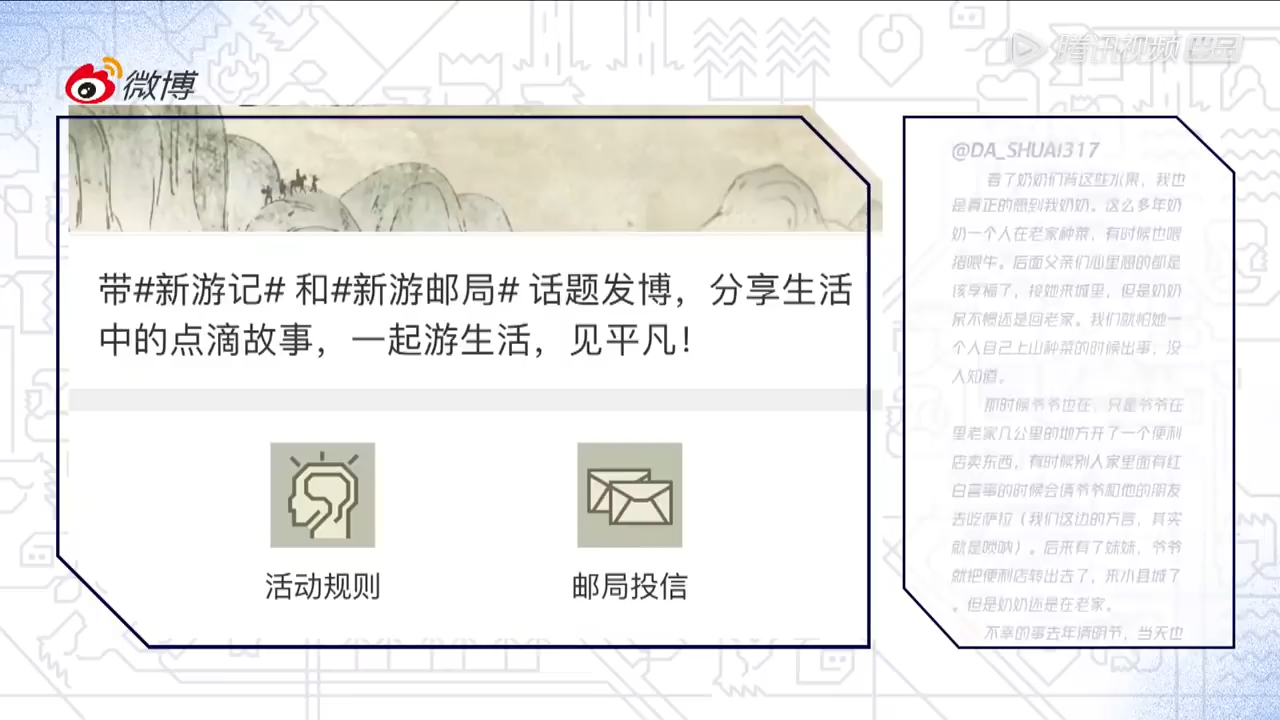 腾讯视频 出品
微博
带#新游记# 和#新游邮局# 话题发博，分享生活
中的点滴故事，一起游生活，见平凡！
活动规则
邮局投信
@DA_SHUAI317
看了奶奶们背这些水果，我也
是真正的想到我奶奶。这么多年奶
奶一个人在老家种菜，有时候也喂
猪喂牛。后面父亲们心里想的都是
该享福了，接她来城里，但是奶奶
呆不惯还是回老家。我们就怕她一
个人自己上山种菜的时候出事，没
人知道。
那时候爷爷也在，只是爷爷在
里老家几公里的地方开了一个便利
店卖东西，有时候别人家里面有红
白喜事的时候会请爷爷和他的朋友
去吃萨拉（我们这边的方言，其实
就是唢呐）。后来有了妹妹，爷爷
就把便利店转出去了，来小县城了
。但是奶奶还是在老家。
不幸的事去年清明节，当天也